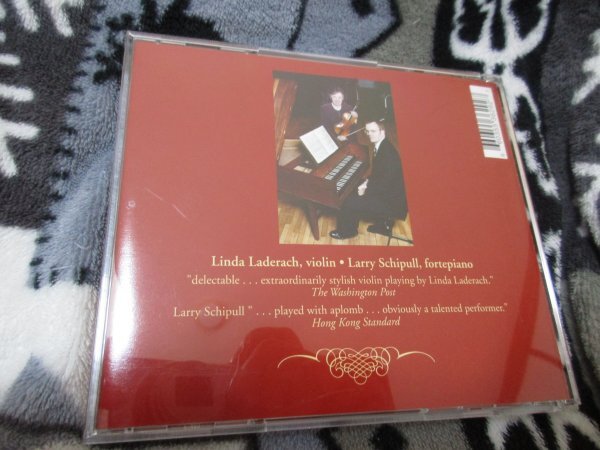 Linda Laderach, violin • Larry Schipull, fortepiano
"delectable . . . extraordinarily stylish violin playing by Linda Laderach,"
The Washington Post
Larry Schipull " . . . played with aplomb . . . obviously a talented performer."
Hong Kong Standard